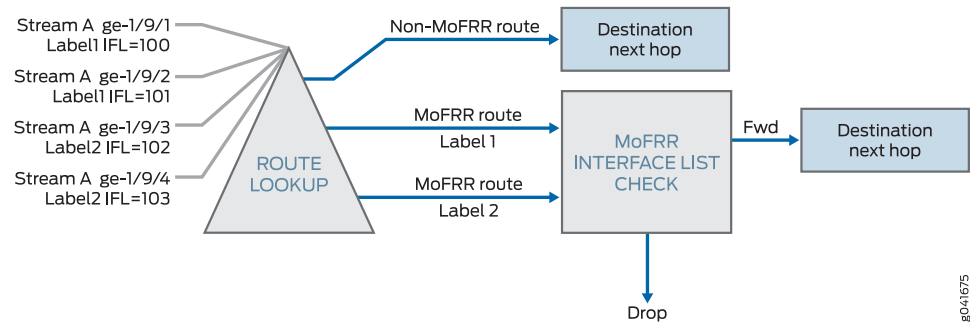 Stream A ge-1/9/1
Label1 IFL=100
Stream A ge-1/9/2
Label1 IFL=101
Stream A ge-1/9/3
Label2 IFL=102
Stream A ge-1/9/4
Label2 IFL=103
ROUTE
LOOKUP
Non-MoFRR route
Destination
next hop
MoFRR route
Label 1
MoFRR route
Label 2
MoFRR
INTERFACE LIST
CHECK
Fwd
Destination
next hop
Drop
g041675